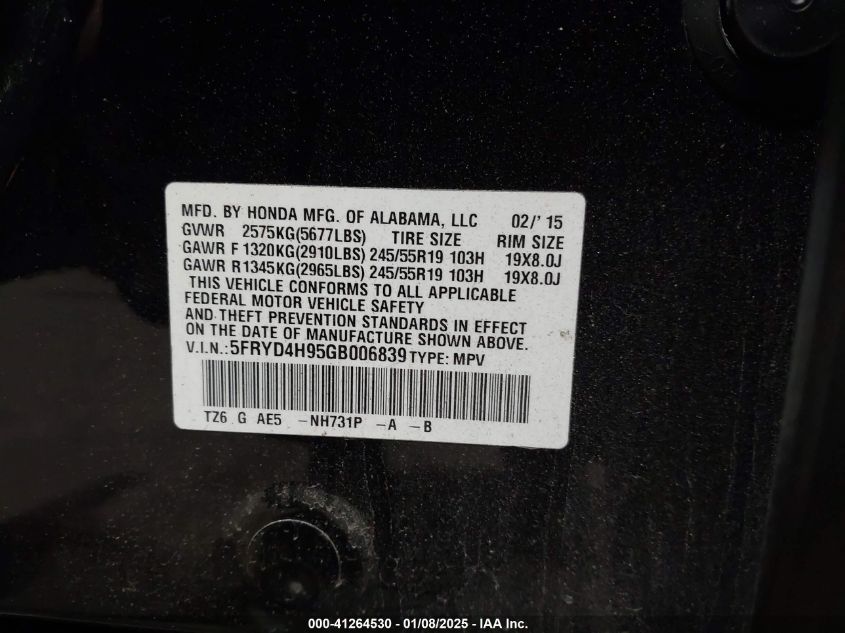 MFD. BY HONDA MFG. OF ALABAMA, LLC 02/'15
GVWR 2575KG(5677LBS) TIRE SIZE RIM SIZE
GAWR F 1320KG(2910LBS) 245/55R19 103H 19X8.0J
GAWR R1345KG(2965LBS) 245/55R19 103H 19X8.0J
THIS VEHICLE CONFORMS TO ALL APPLICABLE
FEDERAL MOTOR VEHICLE SAFETY
AND THEFT PREVENTION STANDARDS IN EFFECT
ON THE DATE OF MANUFACTURE SHOWN ABOVE.
V.I.N.:5FRYD4H95GB006839 TYPE: MPV
TZ6 G AE5 -NH731P -A -B
000-41264530 - 01/08/2025 - IAA Inc.